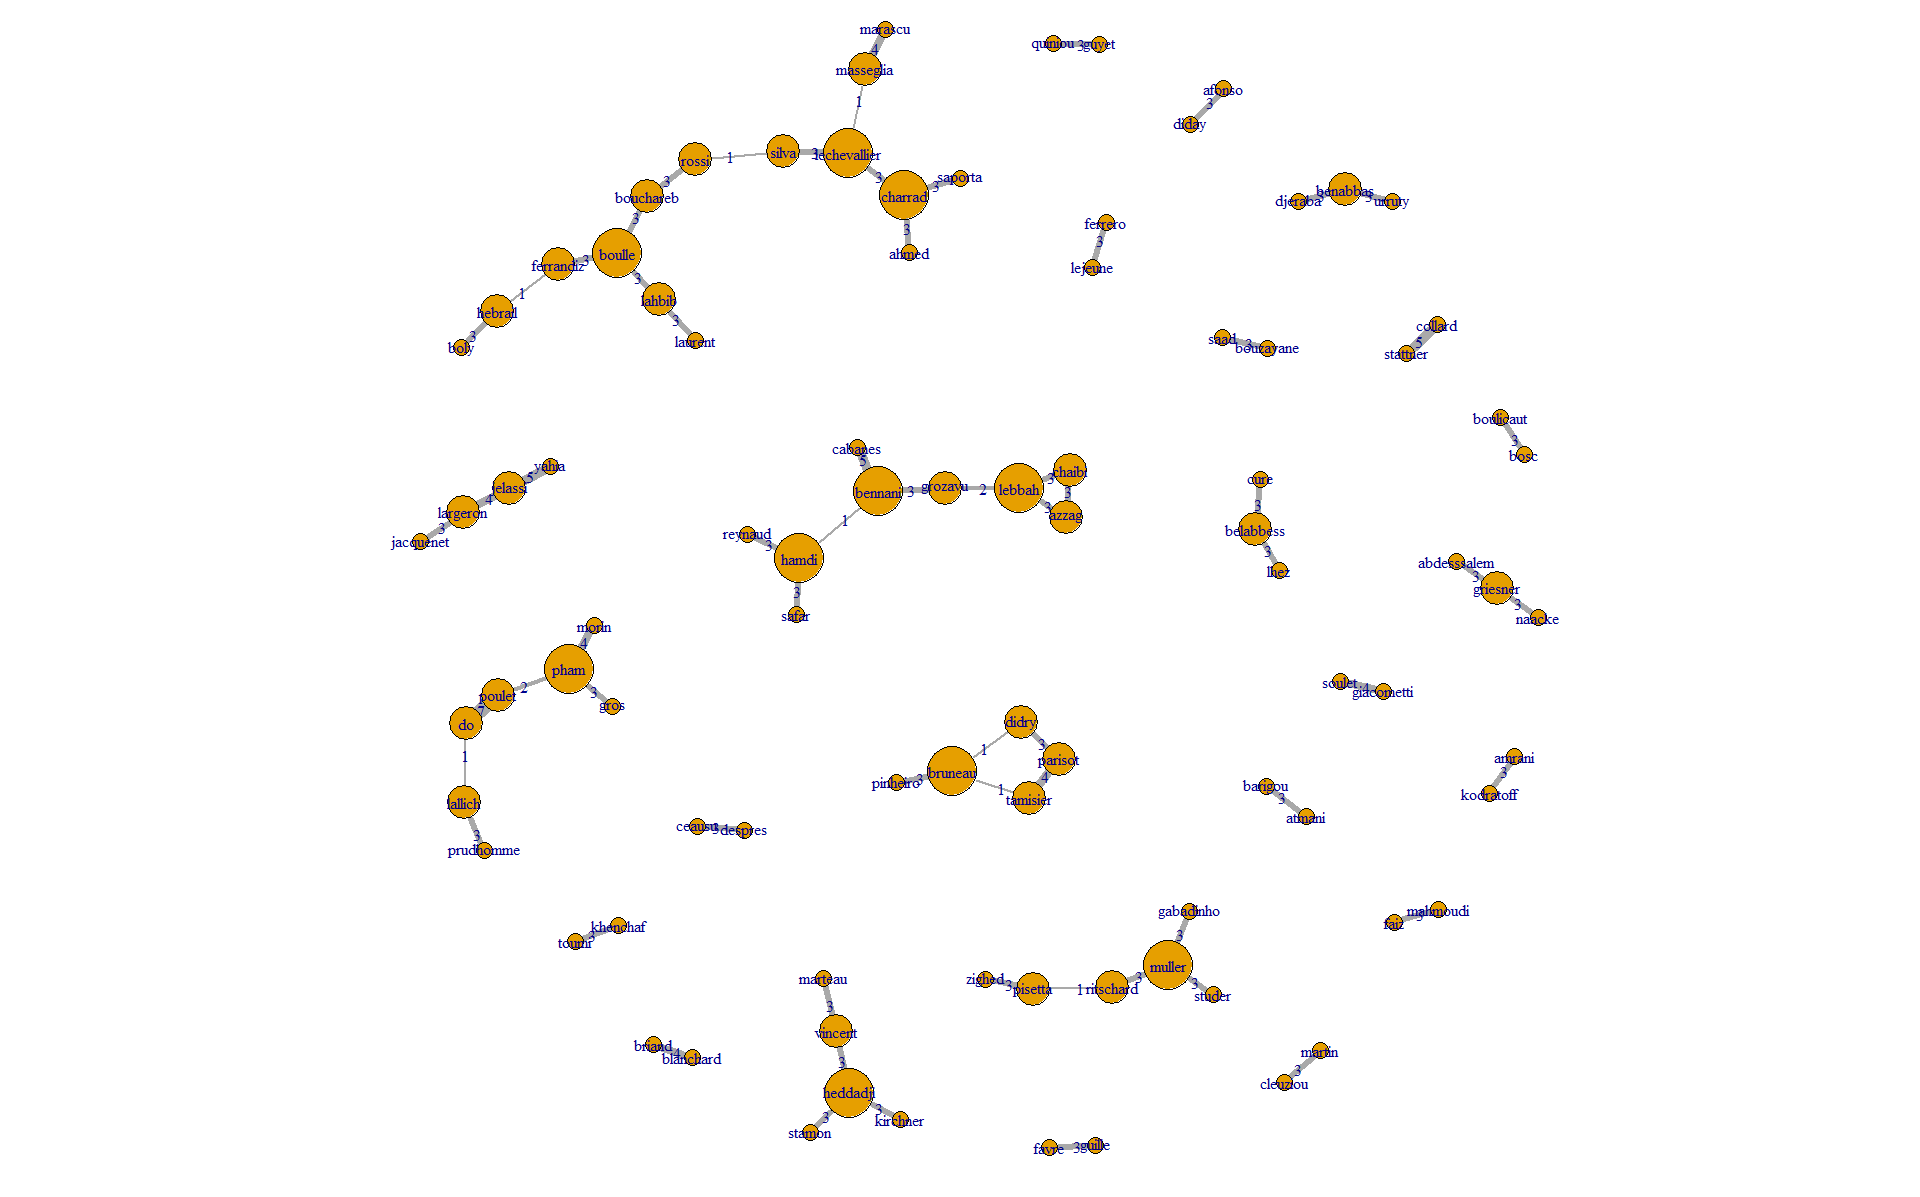 marascu
4
masseglia
1
quiniou 3 guyet
afonso
3
diday
rossi 1 silva 3 lechevallier
3
bouchareb
3
charrad 3 saporta
3
ahmed
djeraba benabbas 3 urruty
ferrero
3
lejeune
boulle
ferrandiz 3
3
1
hebrail
3
boly
lahbib
3
laurent
saad 3 bouzayane
collard
5
stattner
boulicaut
3
bosc
yahia
5
elassi
4
largeron
3
jacquenet
cabanes
5
bennani 3 grozavu 2 lebbah 3 chaibi
3
3
azzag
1
reynaud
3
hamdi
3
safar
cure
3
belabbess
3
lhez
abdesssalem
3
griesner
3
naacke
morin
4
pham
2
3
poulet
gros
7
do
1
lallich
3
prudhomme
soulet 4 giacometti
didry
1
3
parisot
pinheiro 3 bruneau
4
1
tamisier
amrani
3
kodratoff
barigou
3
atmani
ceausu 3 despres
khenchaf
3
toumi
gabadinho
3
muller
3
zighed 3 pisetta 1 ritschard
3
studer
mahmoudi
3
faiz
marteau
3
vincent
3
heddadji
3
3
kirchner
stamon
briand
4
blanchard
martin
3
cleuziou
favre 3 guille